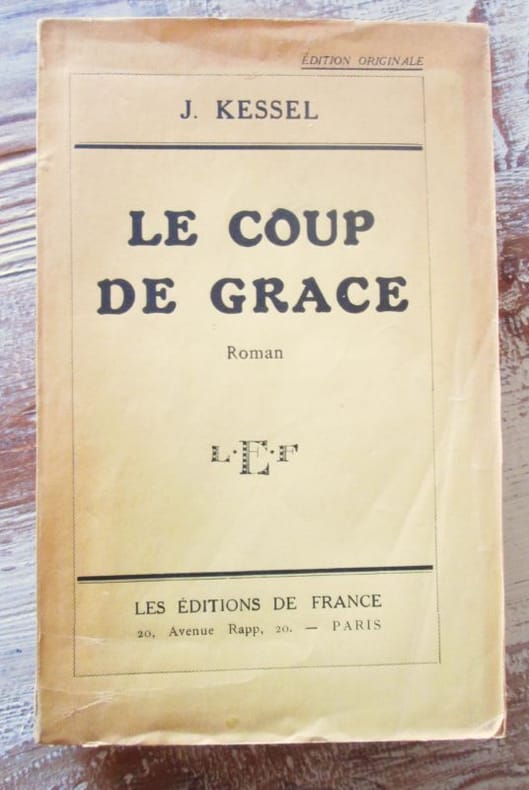 ÉDITION ORIGINALE
J. KESSEL
LE COUP
DE GRACE
Roman
L·E·F
LES ÉDITIONS DE FRANCE
20, Avenue Rapp, 20. — PARIS